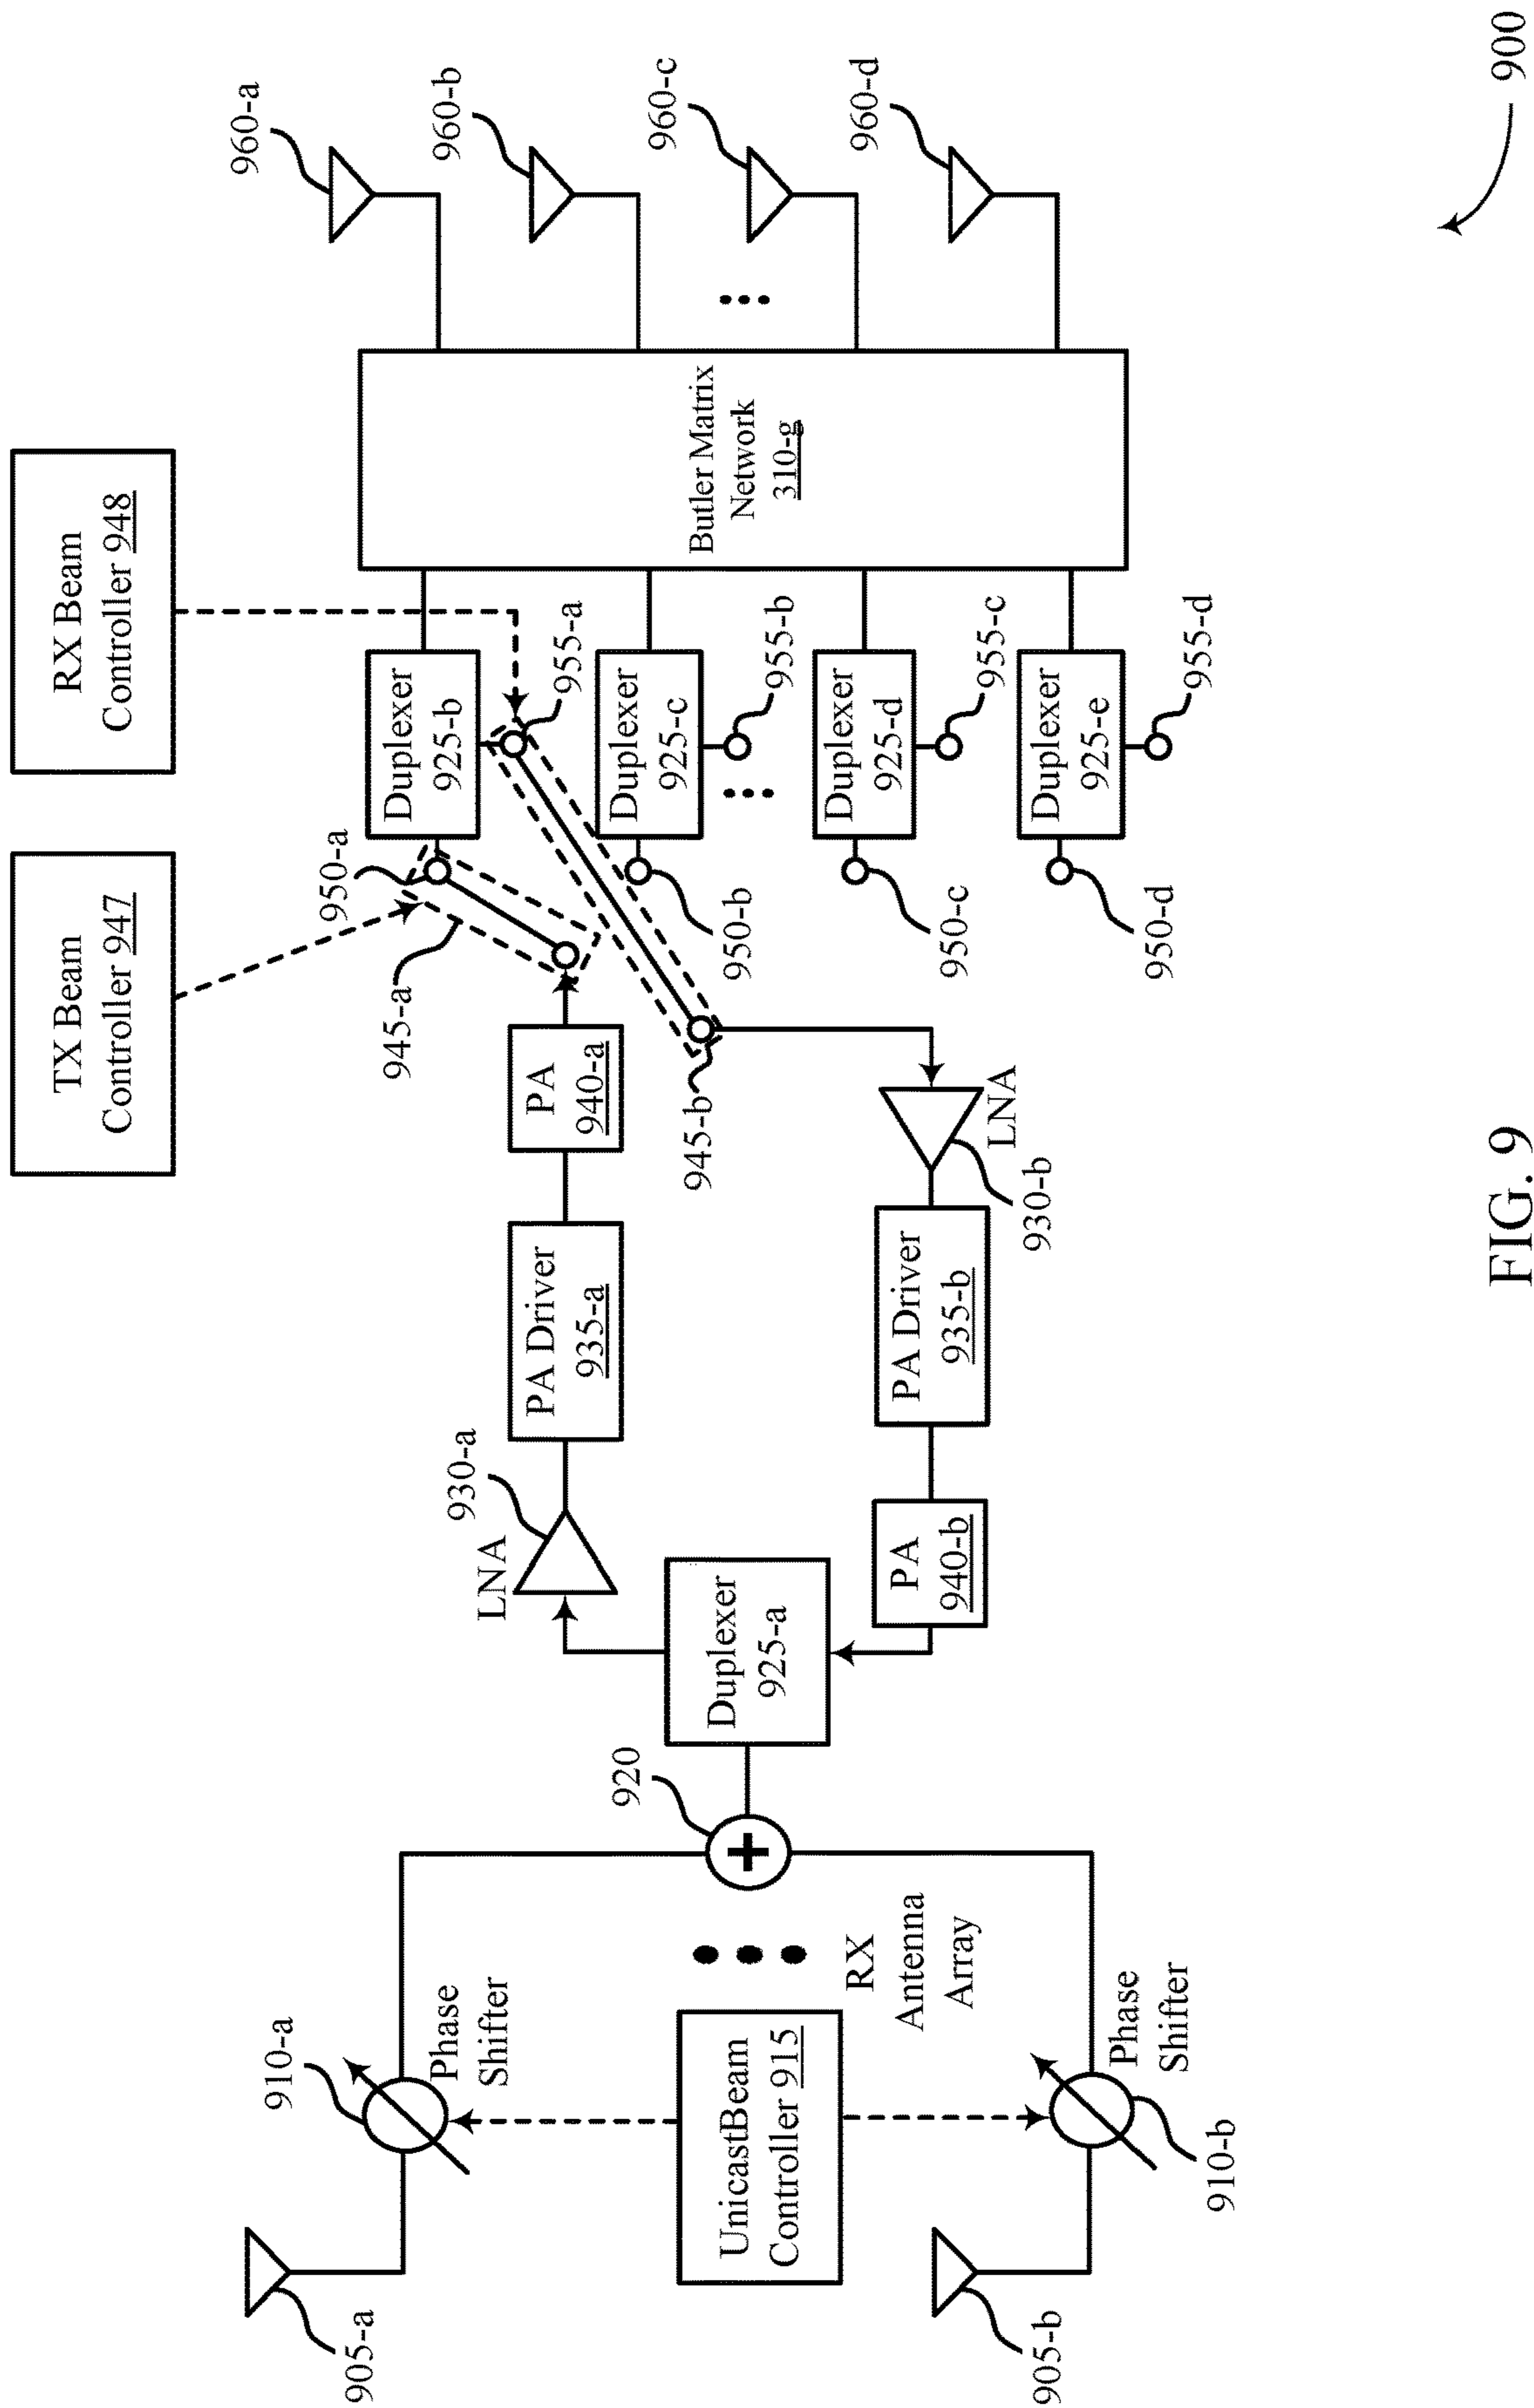 TX Beam
Controller 947
RX Beam
Controller 948
960-a
960-b
960-c
960-d
905-a
910-a
Phase
Shifter
LNA
930-a
PA Driver
935-a
PA
940-a
945-a
950-a
Duplexer
925-b
955-a
UnicastBeam
Controller 915
RX
Antenna
Array
920
Duplexer
925-a
945-b
950-b
Duplexer
925-c
955-b
Butler Matrix
Network
310-g
905-b
910-b
Phase
Shifter
PA
940-b
PA Driver
935-b
930-b
LNA
950-c
Duplexer
925-d
955-c
950-d
Duplexer
925-e
955-d
FIG. 9
900